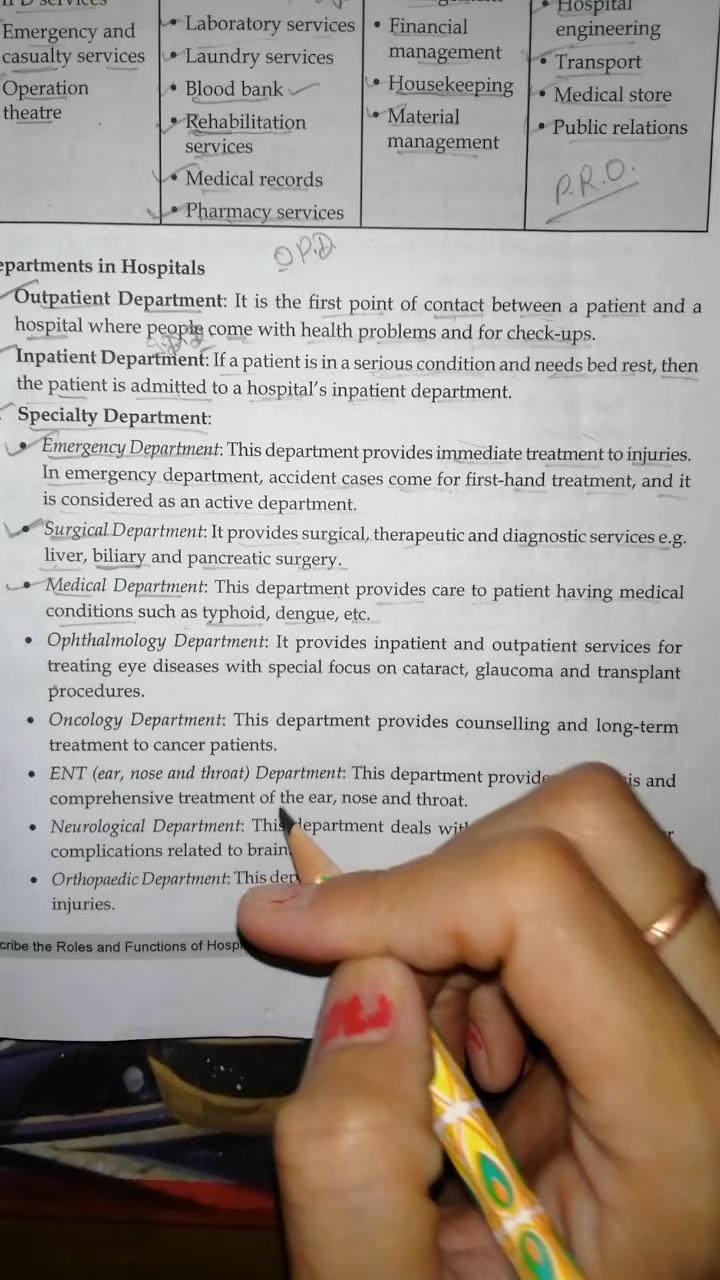 Emergency and
casualty services
Operation
theatre
• Laboratory services
• Laundry services
• Blood bank
• Rehabilitation
services
• Medical records
• Pharmacy services
• Financial
management
• Housekeeping
• Material
management
• Hospital
engineering
• Transport
• Medical store
• Public relations
P.R.O.
OPD
epartments in Hospitals
Outpatient Department: It is the first point of contact between a patient and a
hospital where people come with health problems and for check-ups.
Inpatient Department: If a patient is in a serious condition and needs bed rest, then
the patient is admitted to a hospital's inpatient department.
Specialty Department:
• Emergency Department: This department provides immediate treatment to injuries.
In emergency department, accident cases come for first-hand treatment, and it
is considered as an active department.
• Surgical Department: It provides surgical, therapeutic and diagnostic services e.g.
liver, biliary and pancreatic surgery.
• Medical Department: This department provides care to patient having medical
conditions such as typhoid, dengue, etc.
• Ophthalmology Department: It provides inpatient and outpatient services for
treating eye diseases with special focus on cataract, glaucoma and transplant
procedures.
• Oncology Department: This department provides counselling and long-term
treatment to cancer patients.
• ENT (ear, nose and throat) Department: This department provide is and
comprehensive treatment of the ear, nose and throat.
• Neurological Department: This department deals wit
complications related to brain
• Orthopaedic Department: This dep
injuries.
cribe the Roles and Functions of Hosp